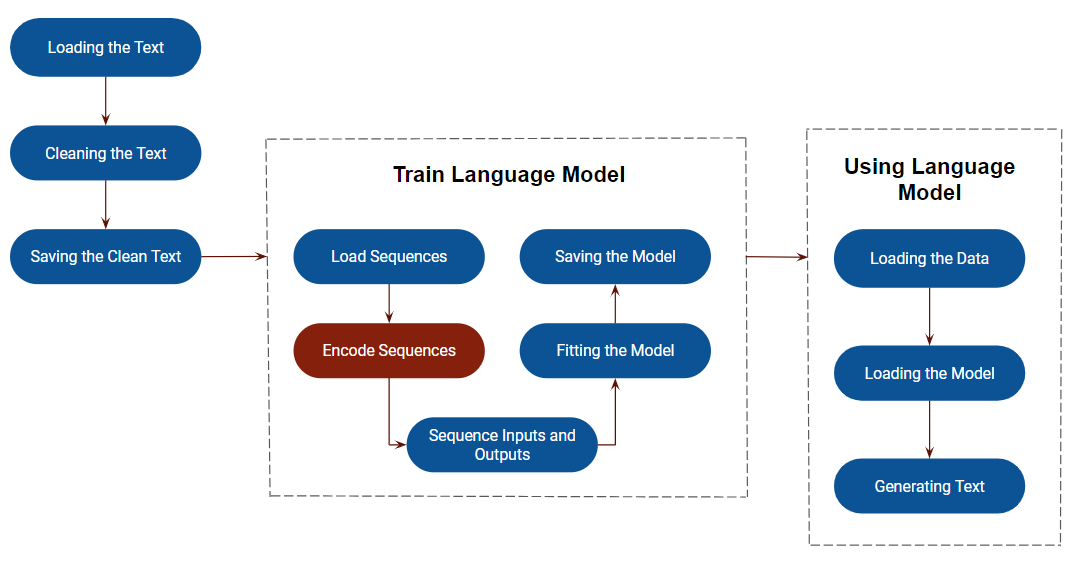 Loading the Text
Cleaning the Text
Saving the Clean Text
Train Language Model
Load Sequences
Encode Sequences
Sequence Inputs and
Outputs
Fitting the Model
Saving the Model
Using Language
Model
Loading the Data
Loading the Model
Generating Text